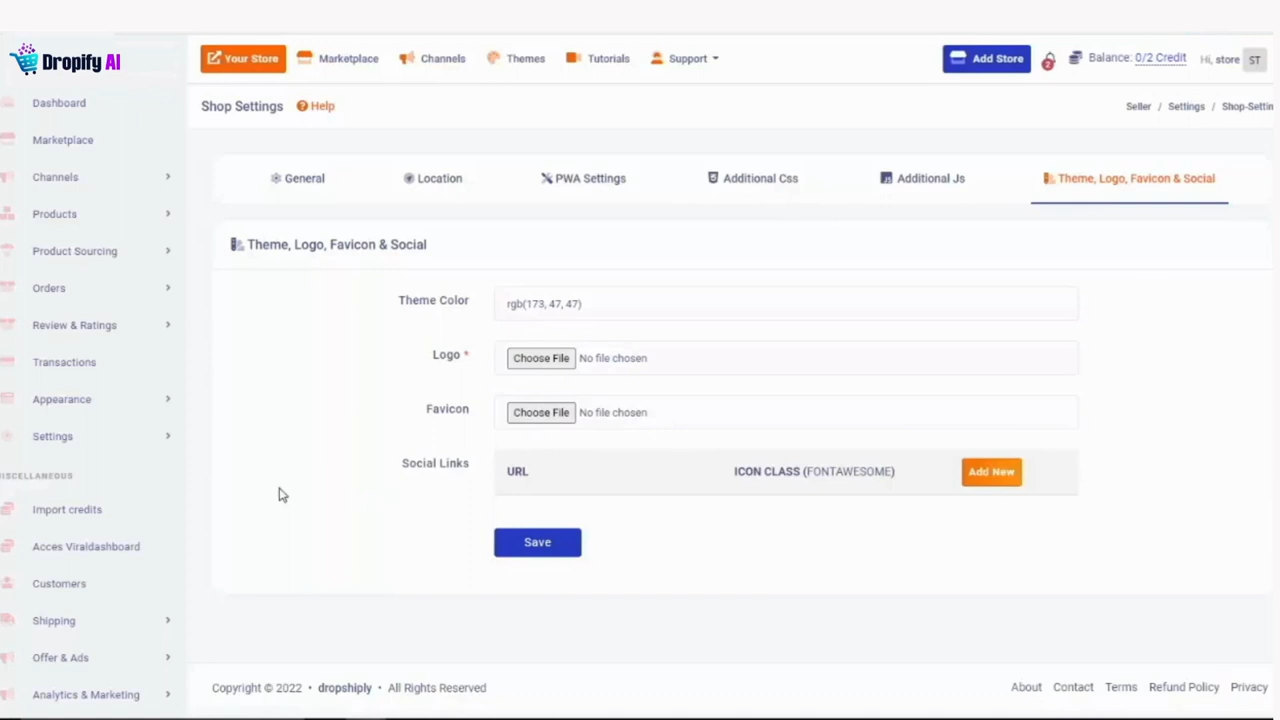 Dropify AI
Your Store
Marketplace
Channels
Themes
Tutorials
Support
Add Store
2
Balance: 0/2 Credit
Hi, store
ST
Dashboard
Marketplace
Channels
Products
Product Sourcing
Orders
Review & Ratings
Transactions
Appearance
Settings
MISCELLANEOUS
Import credits
Acces Viraldashboard
Customers
Shipping
Offer & Ads
Analytics & Marketing
Shop Settings
Help
Seller / Settings / Shop-Settin
General
Location
PWA Settings
Additional Css
Additional Js
Theme, Logo, Favicon & Social
Theme, Logo, Favicon & Social
Theme Color
rgb(173, 47, 47)
Logo *
Choose File No file chosen
Favicon
Choose File No file chosen
Social Links
URL
ICON CLASS (FONTAWESOME)
Add New
Save
Copyright © 2022 • dropshiply • All Rights Reserved
About Contact Terms Refund Policy Privacy